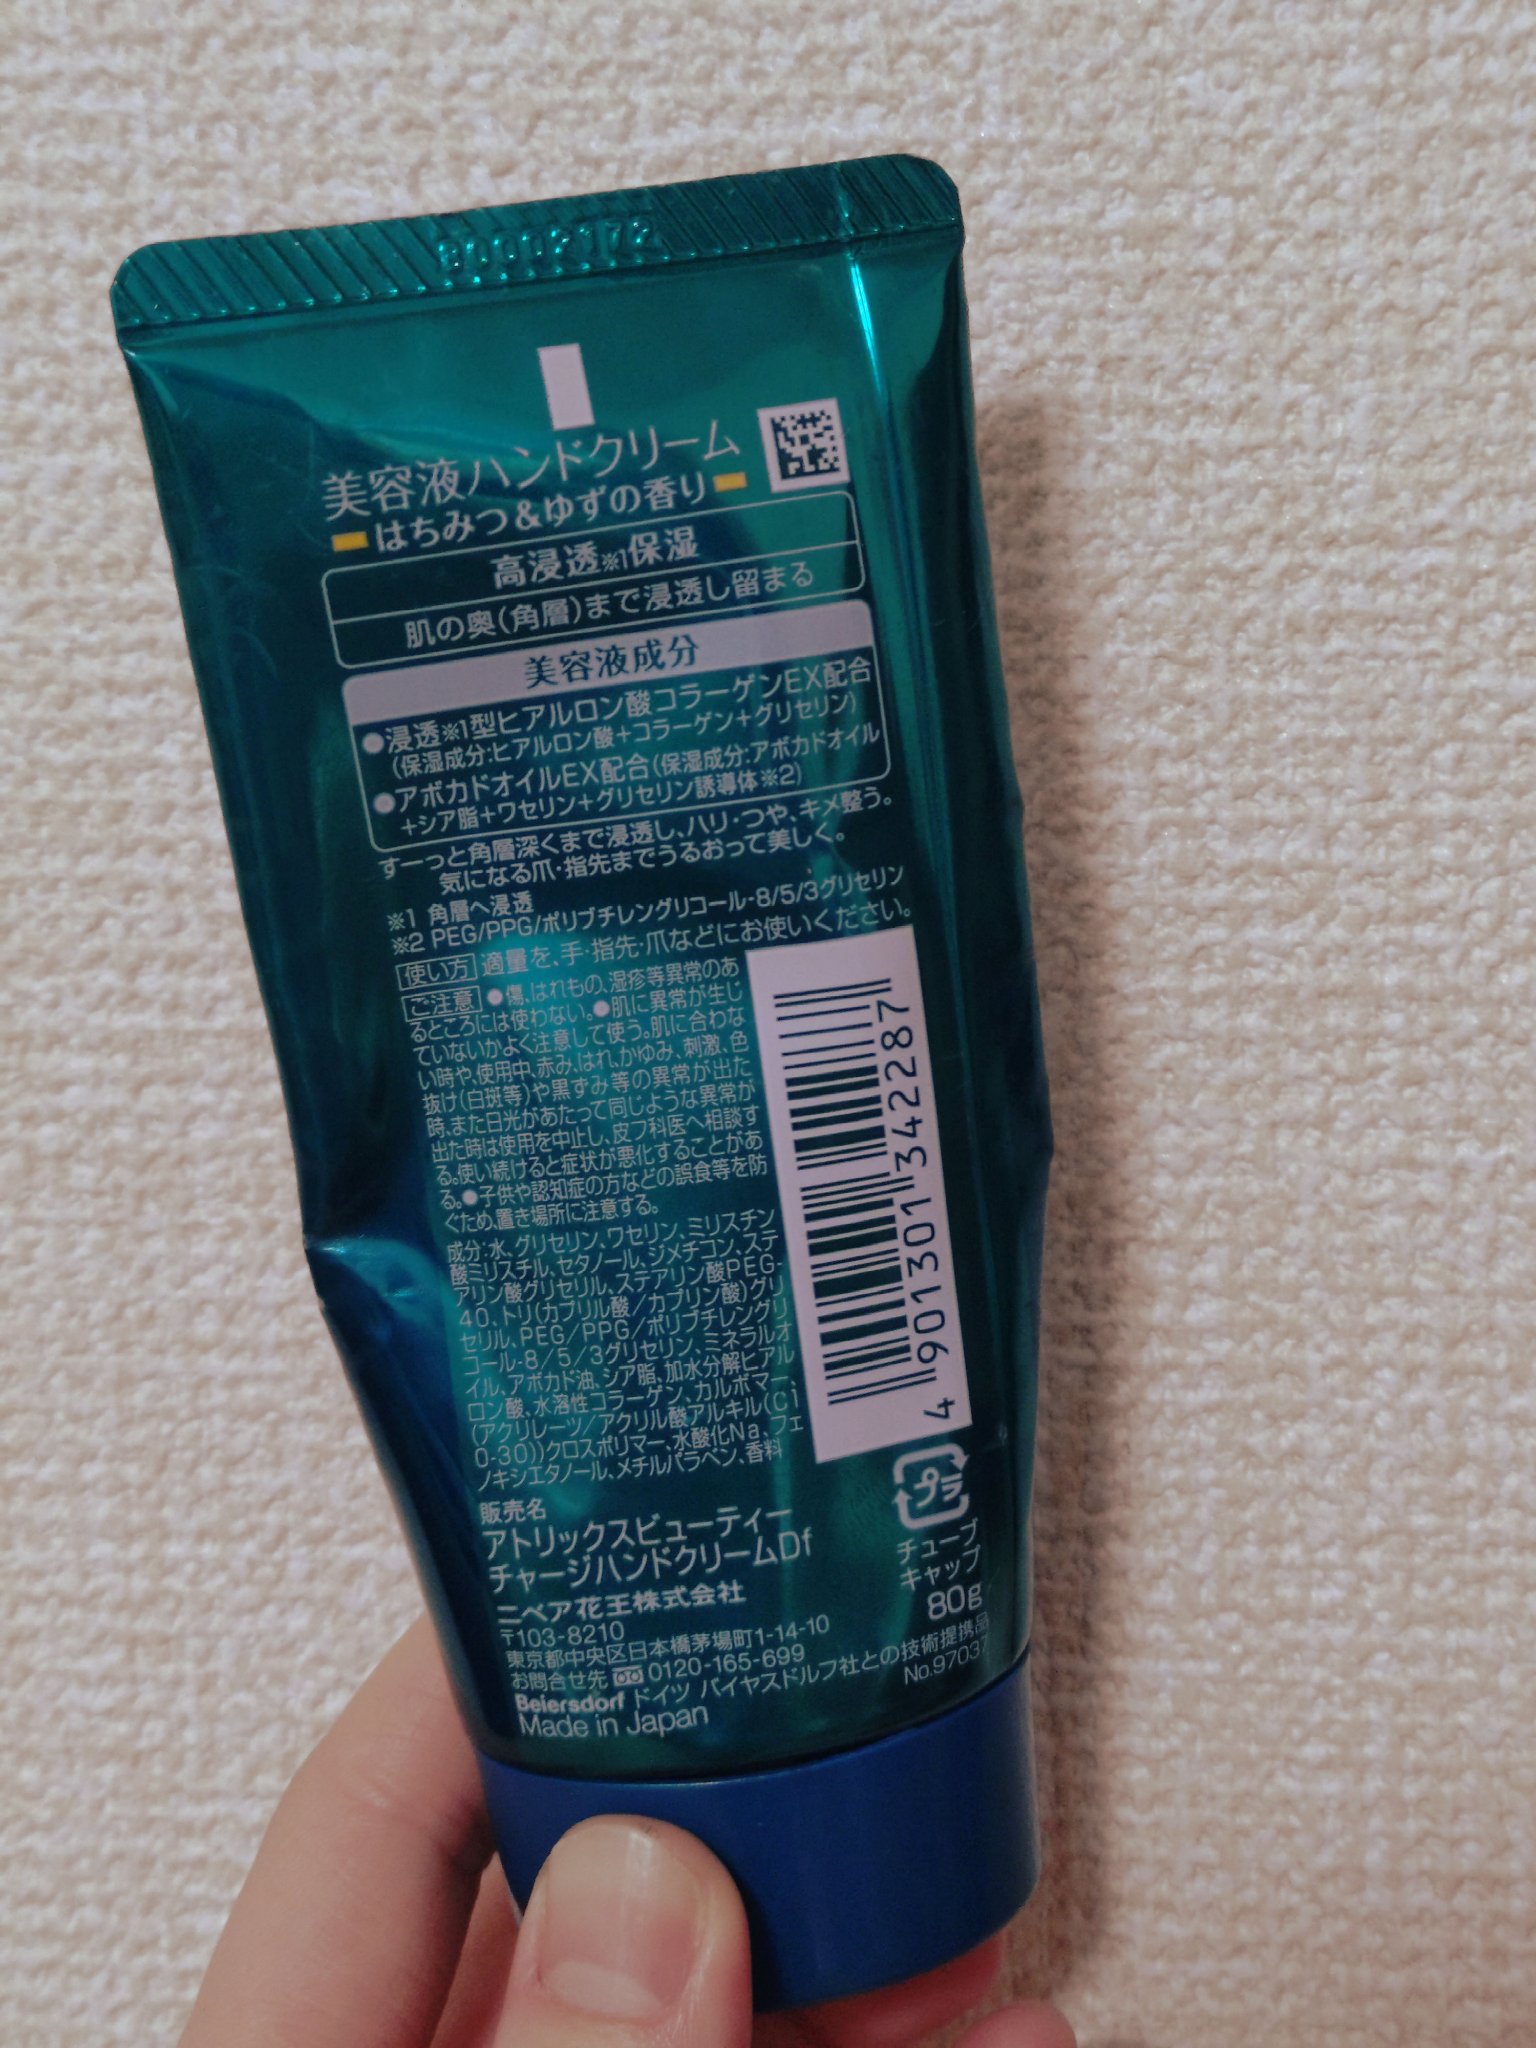 美容液ハンドクリーム
はちみつ&ゆずの香り
高浸透※1保湿
肌の奥(角層)まで浸透し留まる
美容液成分
●浸透※1型ヒアルロン酸コラーゲンEX配合
(保湿成分:ヒアルロン酸+コラーゲン+グリセリン)
●アボカドオイルEX配合(保湿成分:アボカドオイル
+シア脂+ワセリン+グリセリン誘導体※2)
すーっと角層深くまで浸透し、ハリ・つや、キメ整う。
気になる爪・指先までうるおって美しく。
※1 角層へ浸透
※2 PEG/PPG/ポリブチレングリコール-8/5/3グリセリン
使い方 適量を、手・指先・爪などにお使いください。
ご注意 ●傷、はれもの、湿疹等異常のあ
るところには使わない。●肌に異常が生じ
ていないかよく注意して使う。肌に合わな
い時や、使用中、赤み、はれ、かゆみ、刺激、色
抜け(白斑等)や黒ずみ等の異常が出た
時、また日光があたって同じような異常が
出た時は使用を中止し、皮フ科医へ相談す
る。使い続けると症状が悪化することがあ
る。●子供や認知症の方などの誤食等を防
ぐため、置き場所に注意する。
成分:水、グリセリン、ワセリン、ミリスチン
酸ミリスチル、セタノール、ジメチコン、ステ
アリン酸グリセリル、ステアリン酸PEG-
40、トリ(カプリル酸/カプリン酸)グリ
セリル、PEG/PPG/ポリブチレングリ
コール-8/5/3グリセリン、ミネラルオ
イル、アボカド油、シア脂、加水分解ヒアル
ロン酸、水溶性コラーゲン、カルボマー、
(アクリレーツ/アクリル酸アルキル(C1
0-30))クロスポリマー、水酸化Na、フェ
ノキシエタノール、メチルパラベン、香料
4 901301 342287
プラ
チューブ
キャップ
80g
販売名
アトリックスビューティー
チャージハンドクリームDf
ニベア花王株式会社
〒103-8210
東京都中央区日本橋茅場町1-14-10
お問合せ先 0120-165-699
Beiersdorf ドイツ バイヤスドルフ社との技術提携品
Made in Japan
No.97037